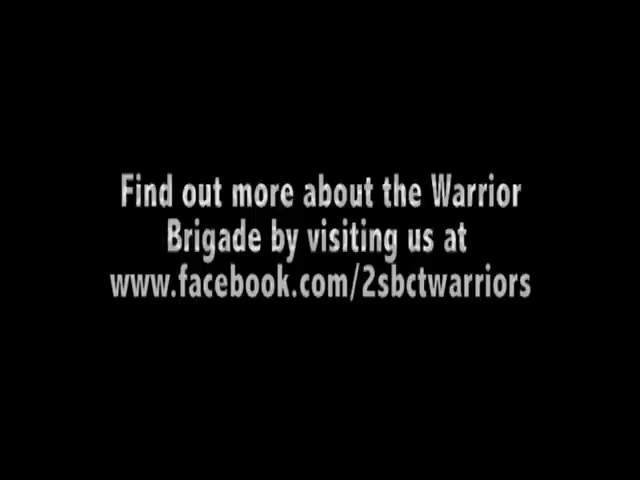 Find out more about the Warrior
Brigade by visiting us at
www.facebook.com/2sbctwarriors